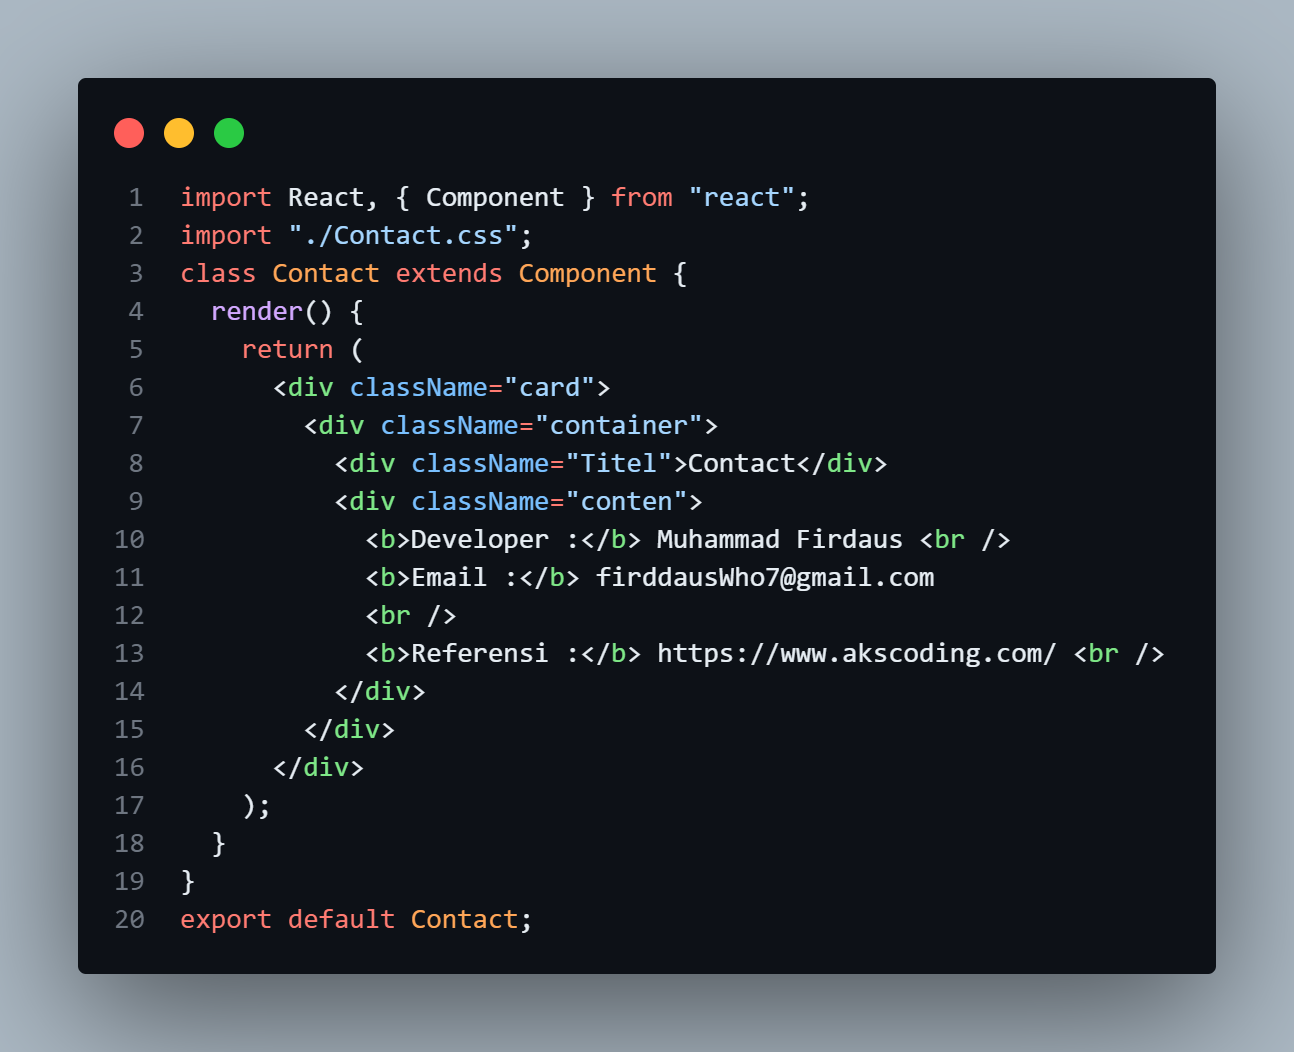 1 import React, { Component } from "react";
2 import "./Contact.css";
3 class Contact extends Component {
4   render() {
5     return (
6       <div className="card">
7         <div className="container">
8           <div className="Titel">Contact</div>
9           <div className="conten">
10             <b>Developer :</b> Muhammad Firdaus <br />
11             <b>Email :</b> firddausWho7@gmail.com
12             <br />
13             <b>Referensi :</b> https://www.akscoding.com/ <br />
14           </div>
15         </div>
16       </div>
17     );
18   }
19 }
20 export default Contact;